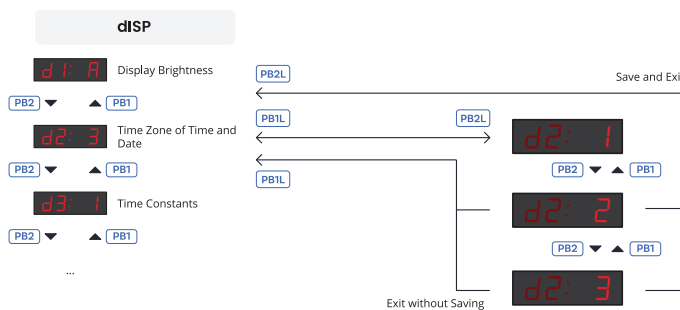 dISP
d1: A
Display Brightness
PB2L
Save and Exi
PB2
PB1
PB1L
PB2L
d2: 3
Time Zone of Time and
Date
d2: 1
PB2
PB1
PB2
PB1
PB1L
d3: 1
Time Constants
d2: 2
PB2
PB1
PB2
PB1
...
d2: 3
Exit without Saving